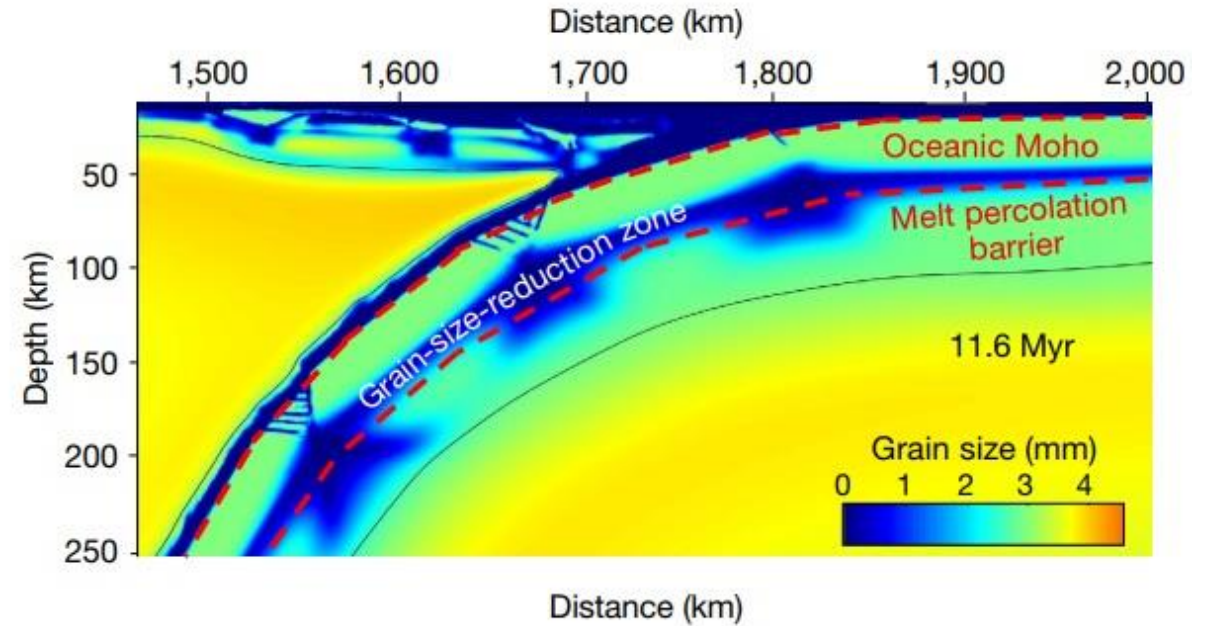 Distance (km)
1,500 1,600 1,700 1,800 1,900 2,000
Oceanic Moho
50
Melt percolation
barrier
Grain-size-reduction zone
100
Depth (km)
150
11.6 Myr
200
Grain size (mm)
0 1 2 3 4
250
Distance (km)